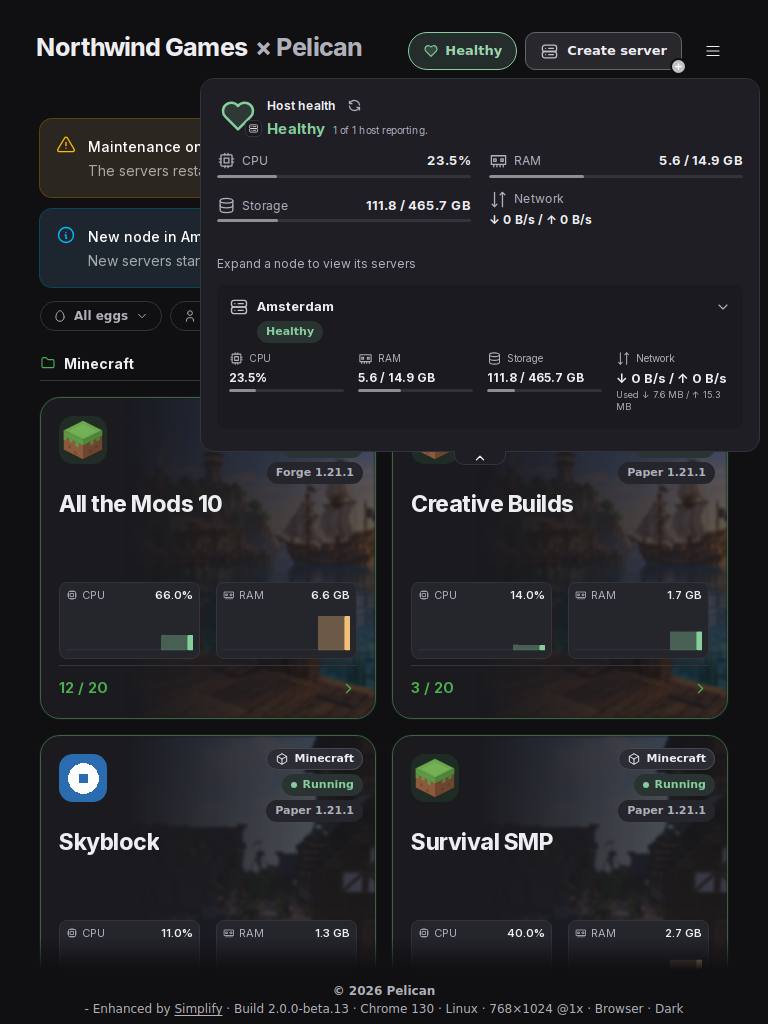 Northwind Games × Pelican
Healthy
Create server
Host health
Healthy 1 of 1 host reporting.
CPU 23.5%
RAM 5.6 / 14.9 GB
Storage 111.8 / 465.7 GB
Network
↓ 0 B/s / ↑ 0 B/s
Expand a node to view its servers
Amsterdam
Healthy
CPU
23.5%
RAM
5.6 / 14.9 GB
Storage
111.8 / 465.7 GB
Network
↓ 0 B/s / ↑ 0 B/s
Used ↓ 7.6 MB / ↑ 15.3
MB
Maintenance on
The servers resta
New node in Am
New servers star
All eggs
Minecraft
Forge 1.21.1
All the Mods 10
CPU 66.0%
RAM 6.6 GB
12 / 20
Paper 1.21.1
Creative Builds
CPU 14.0%
RAM 1.7 GB
3 / 20
Minecraft
Running
Paper 1.21.1
Skyblock
CPU 11.0%
RAM 1.3 GB
Minecraft
Running
Paper 1.21.1
Survival SMP
CPU 40.0%
RAM 2.7 GB
© 2026 Pelican
- Enhanced by Simplify · Build 2.0.0-beta.13 · Chrome 130 · Linux · 768×1024 @1x · Browser · Dark